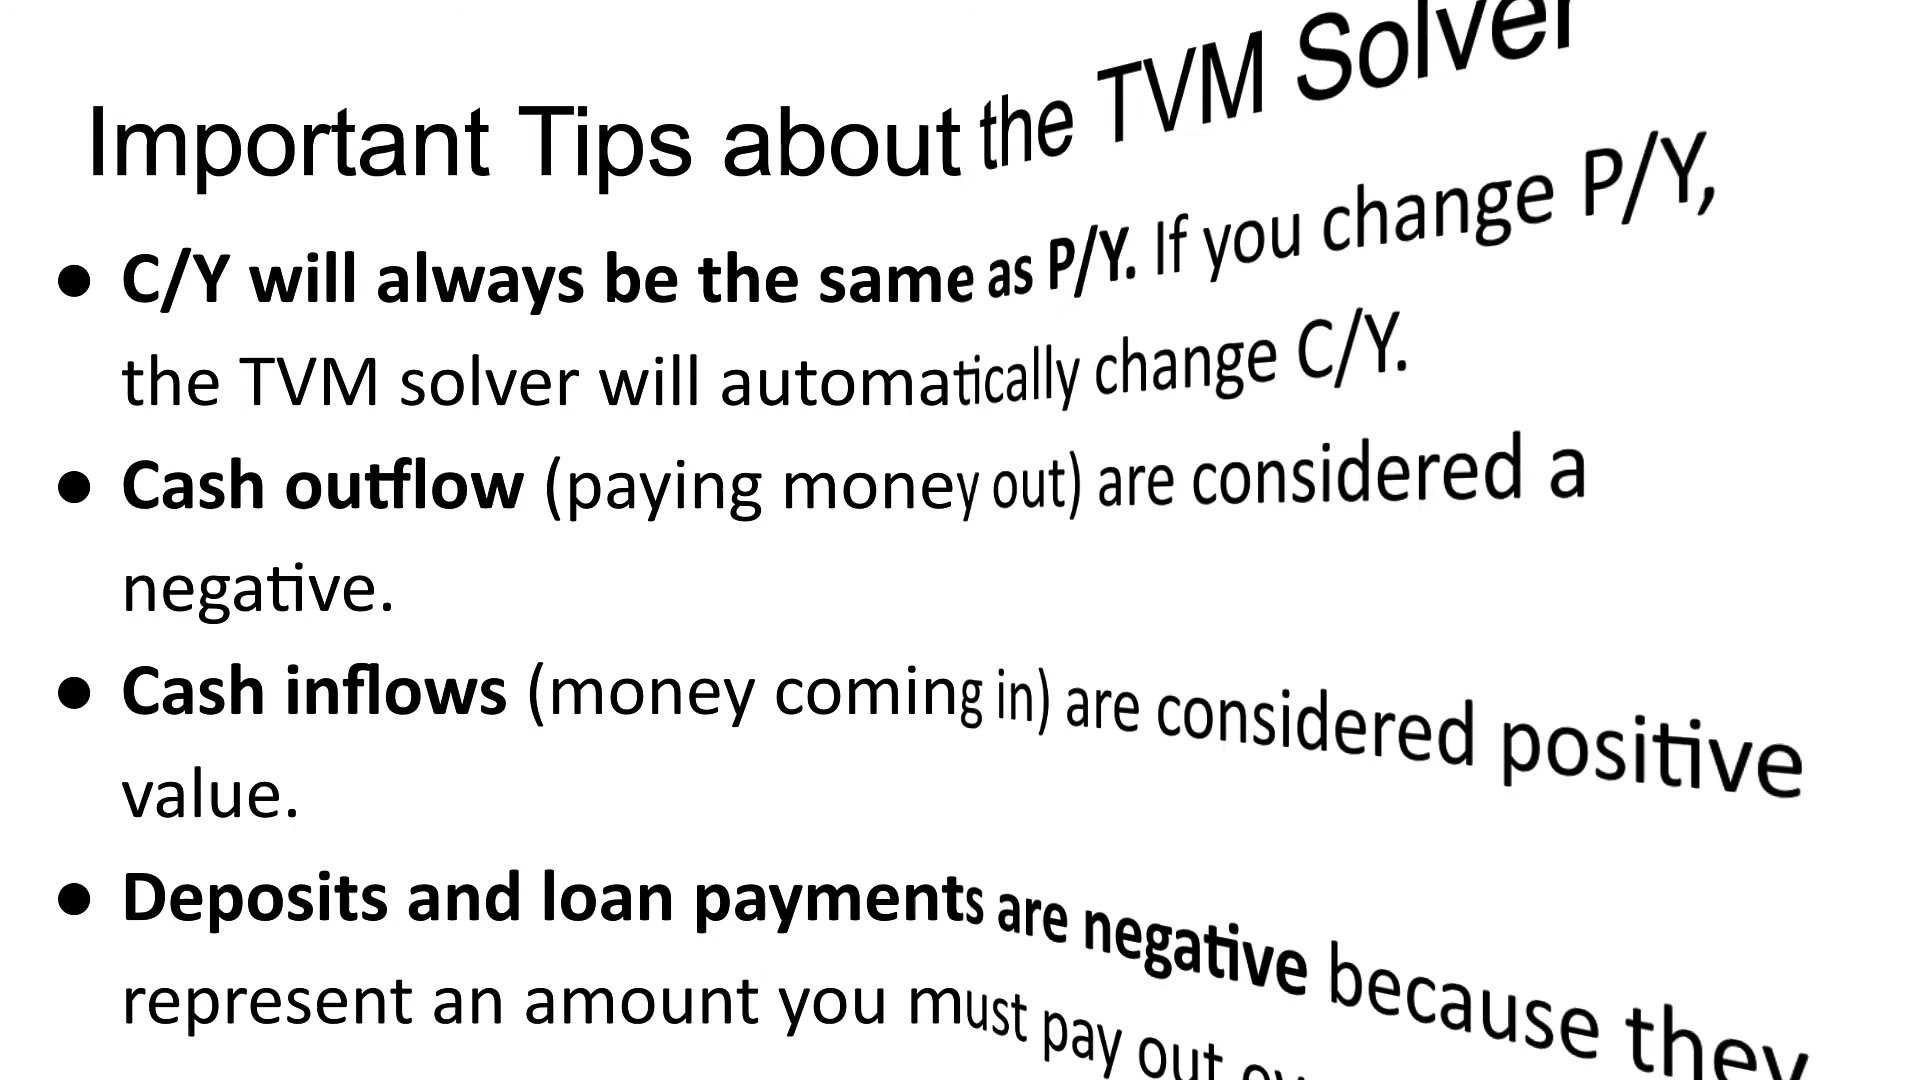 Important Tips about the TVM Solver
● C/Y will always be the same as P/Y. If you change P/Y,
the TVM solver will automatically change C/Y.
● Cash outflow (paying money out) are considered a
negative.
● Cash inflows (money coming in) are considered positive
value.
● Deposits and loan payments are negative because they
represent an amount you must pay out